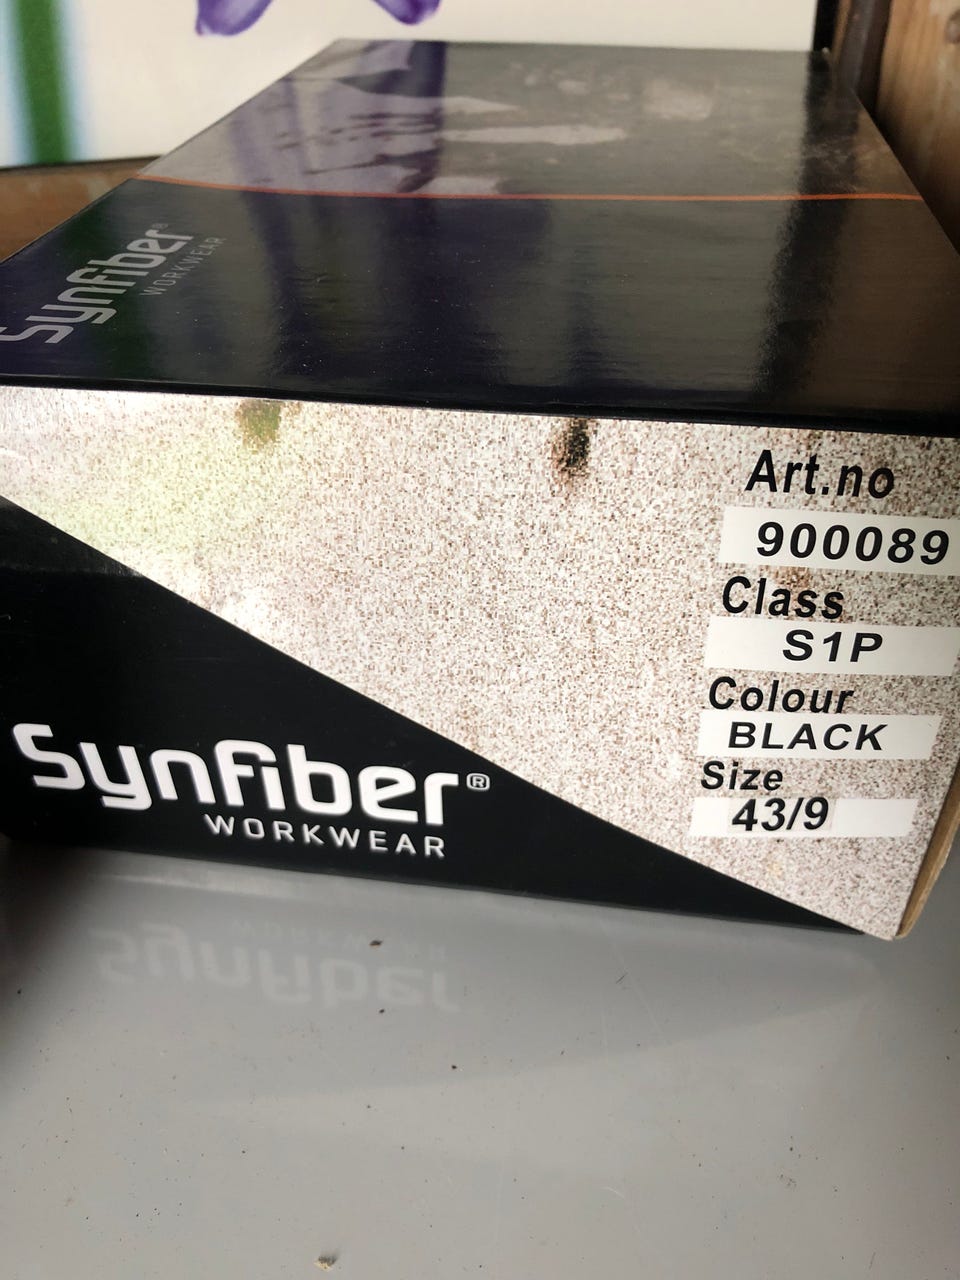 Synfiber®
WORKWEAR
Art.no
900089
Class
S1P
Colour
BLACK
Size
43/9
Synfiber®
WORKWEAR